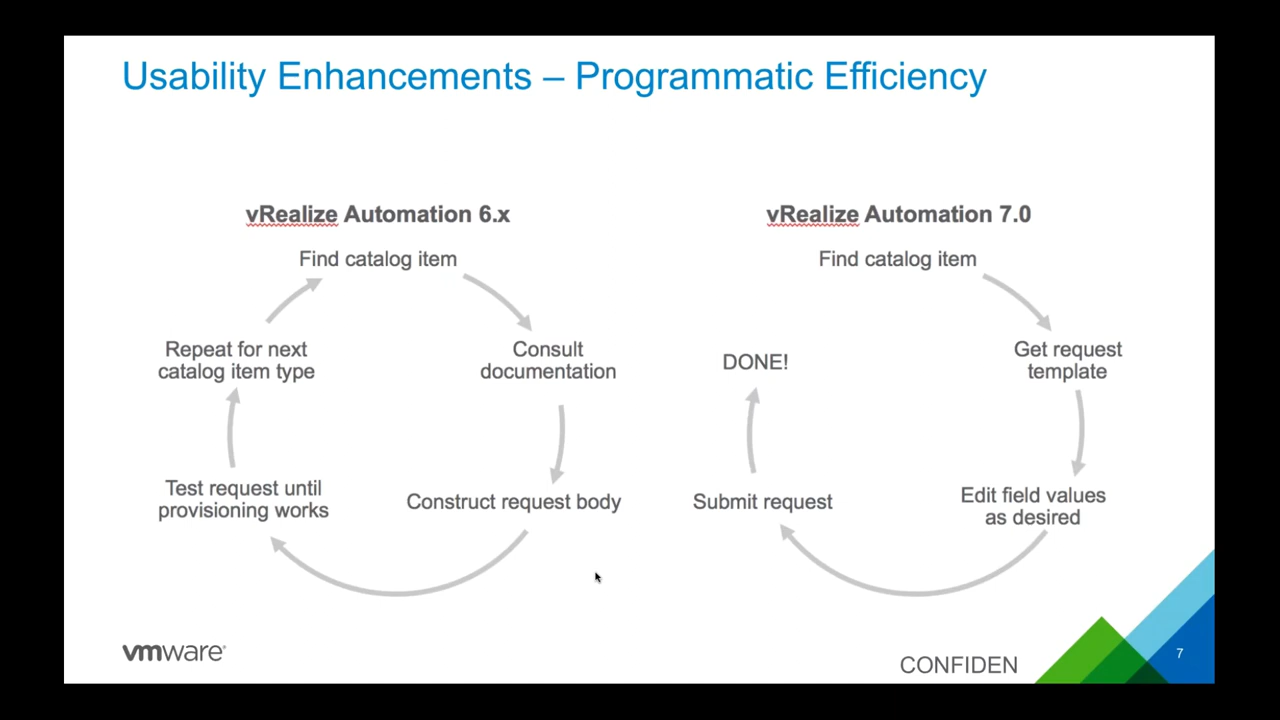 Usability Enhancements – Programmatic Efficiency
vRealize Automation 6.x
Find catalog item
Consult
documentation
Construct request body
Test request until
provisioning works
Repeat for next
catalog item type
vRealize Automation 7.0
Find catalog item
Get request
template
Edit field values
as desired
Submit request
DONE!
vmware®
CONFIDEN
7